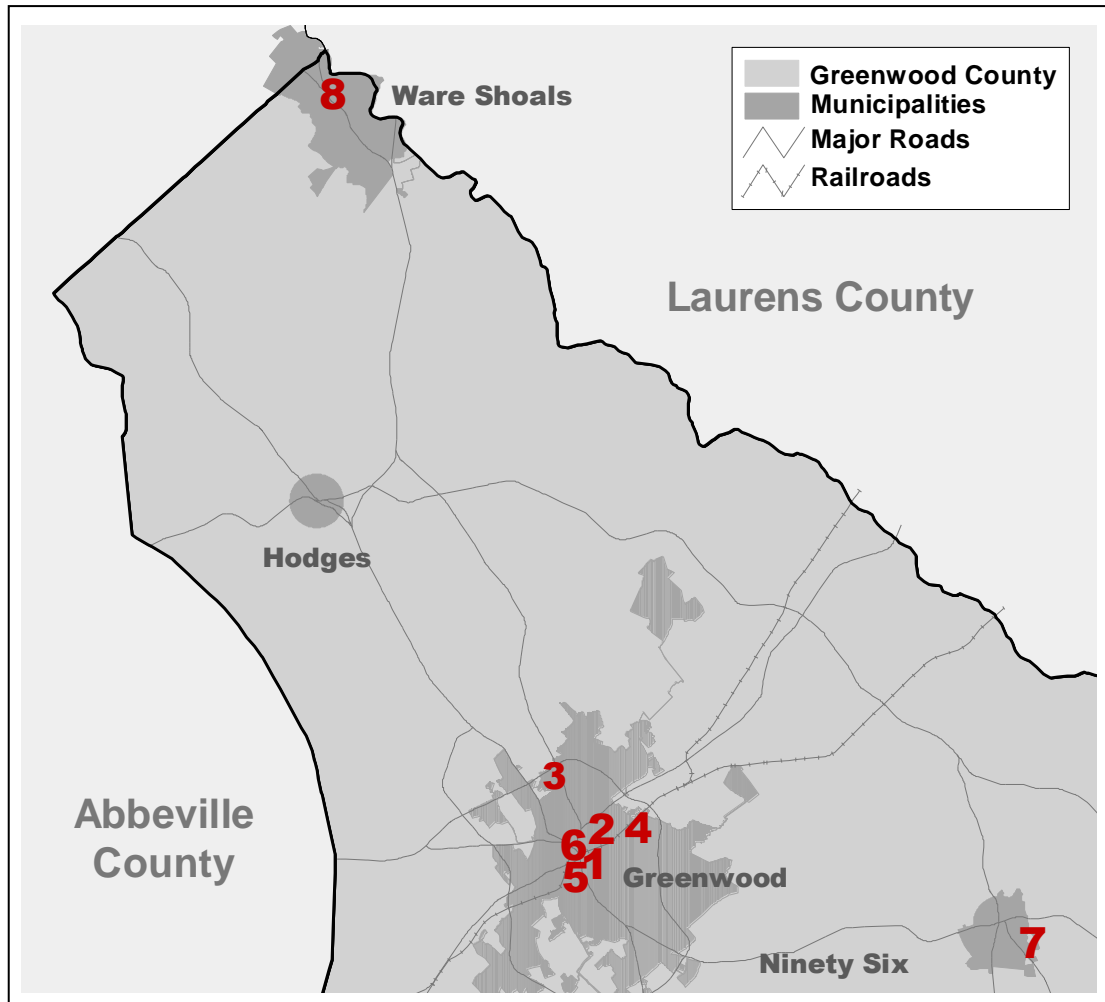 8
Ware Shoals
Greenwood County
Municipalities
Major Roads
Railroads
Laurens County
Hodges
3
Abbeville
County
2
4
6
1
5
Greenwood
7
Ninety Six